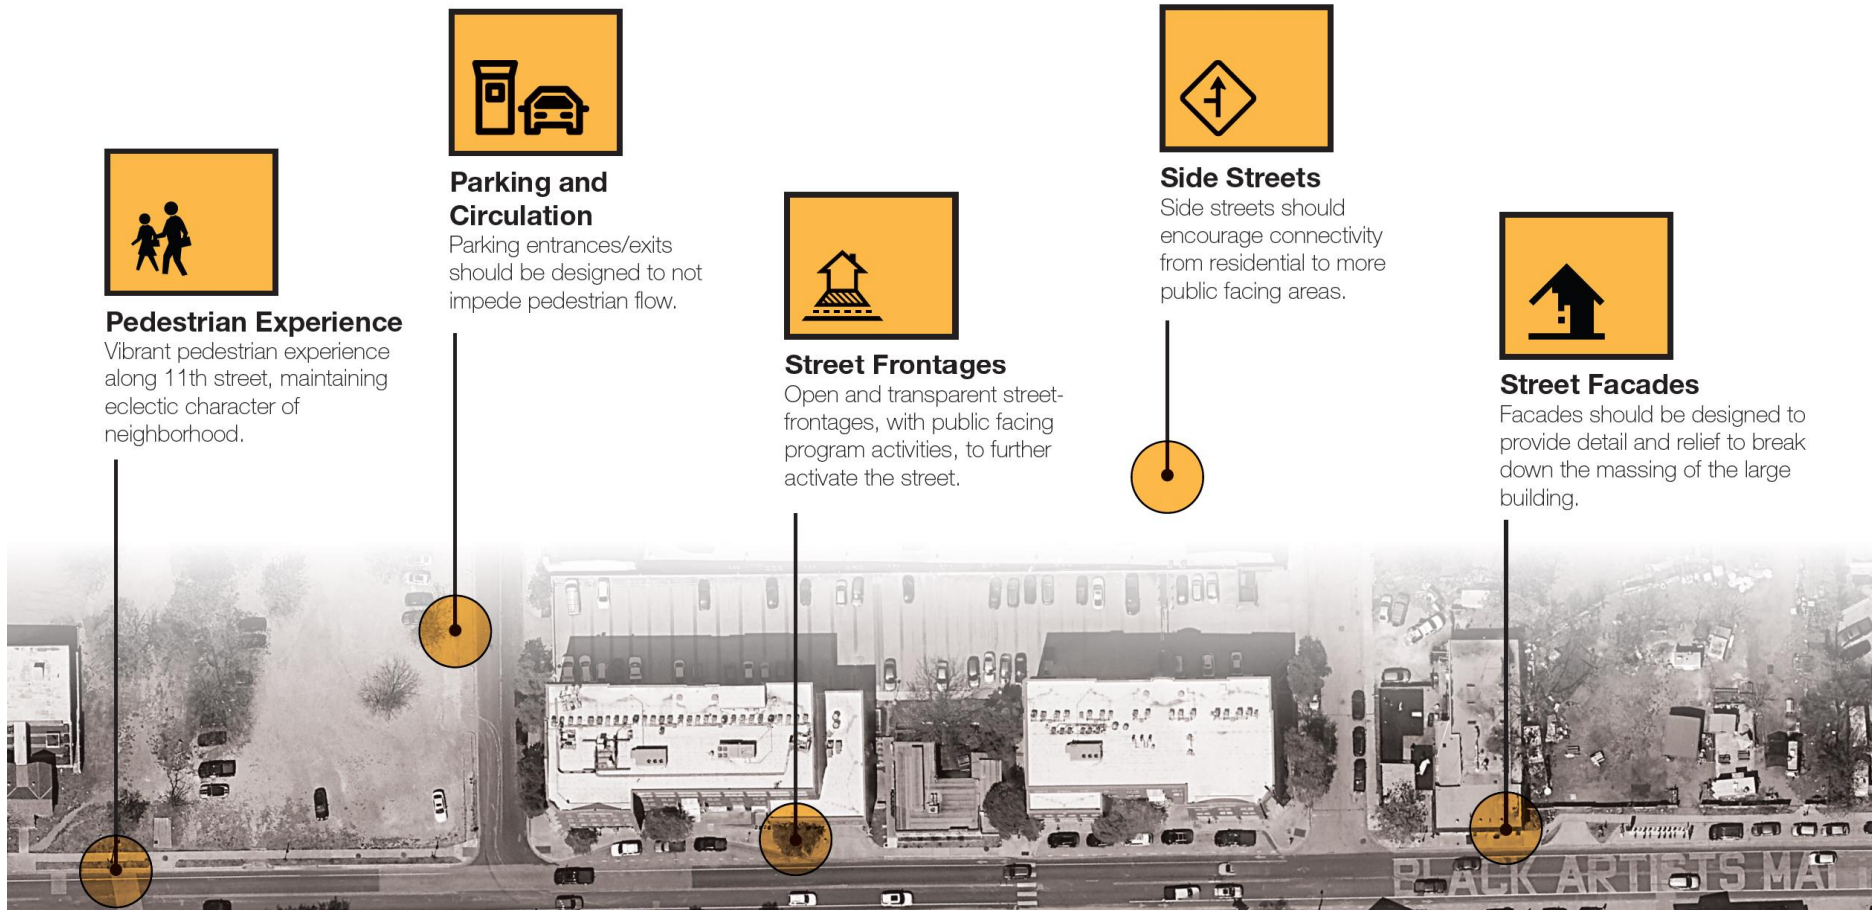 Pedestrian Experience
Vibrant pedestrian experience
along 11th street, maintaining
eclectic character of
neighborhood.
Parking and
Circulation
Parking entrances/exits
should be designed to not
impede pedestrian flow.
Street Frontages
Open and transparent street-
frontages, with public facing
program activities, to further
activate the street.
Side Streets
Side streets should
encourage connectivity
from residential to more
public facing areas.
Street Facades
Facades should be designed to
provide detail and relief to break
down the massing of the large
building.
BLACK ARTISTS MATT